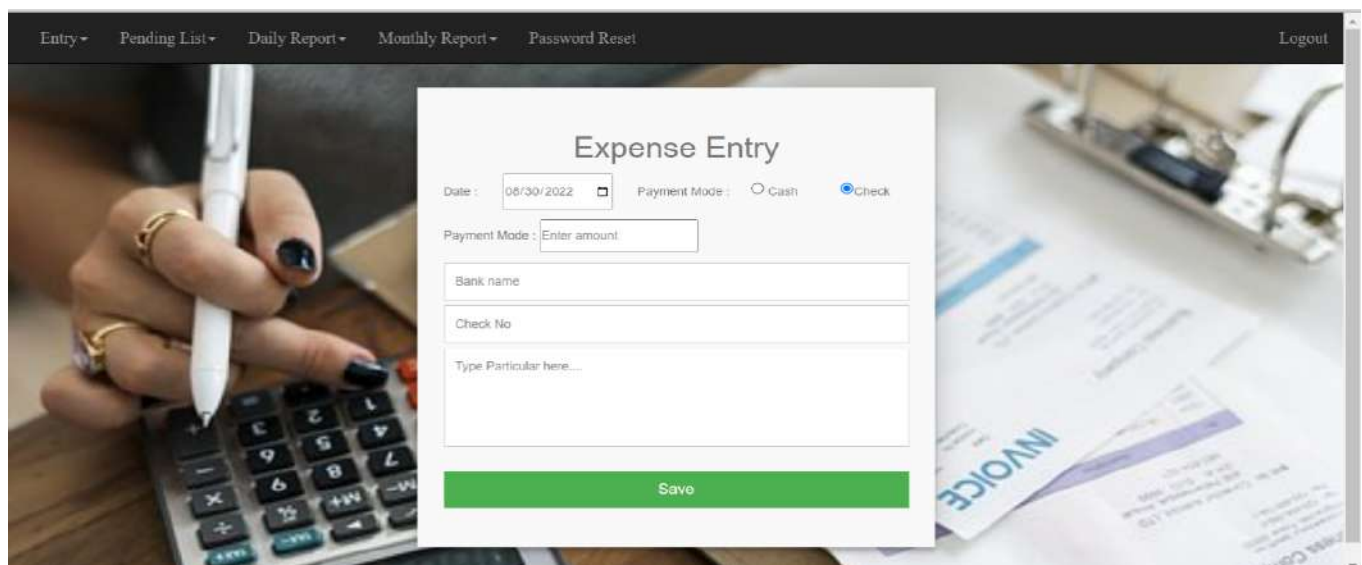 Entry Pending List Daily Report Monthly Report Password Reset Logout
Expense Entry
Date : 08/30/2022 Payment Mode : Cash Check
Payment Mode : Enter amount
Bank name
Check No
Type Particular here....
Save
INVOICE